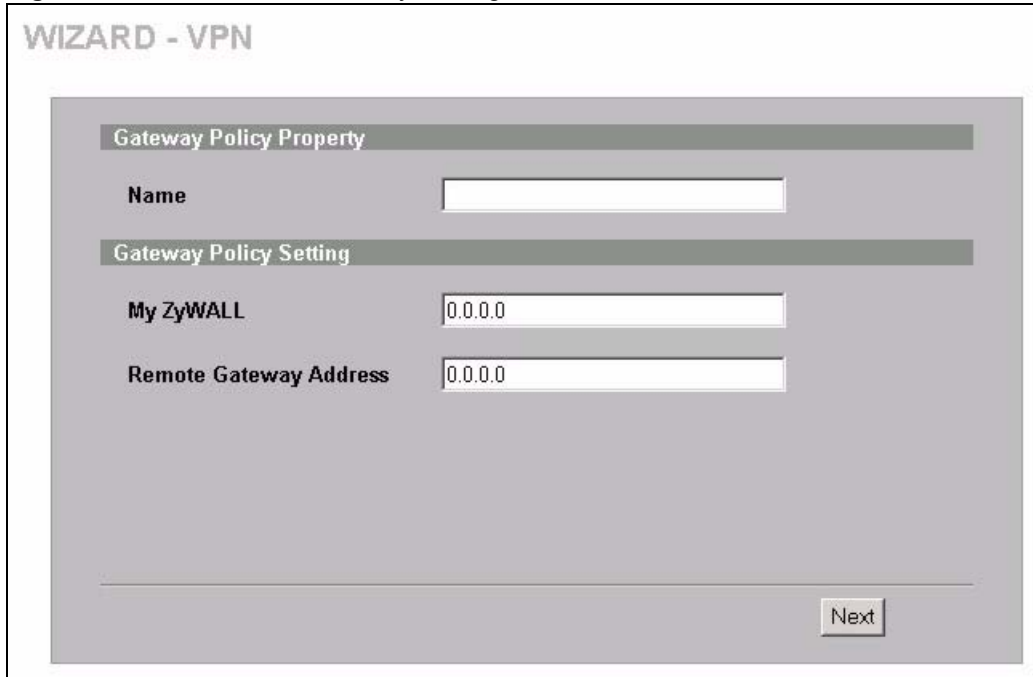 WIZARD - VPN
Gateway Policy Property
Name
Gateway Policy Setting
My ZyWALL 0.0.0.0
Remote Gateway Address 0.0.0.0
Next